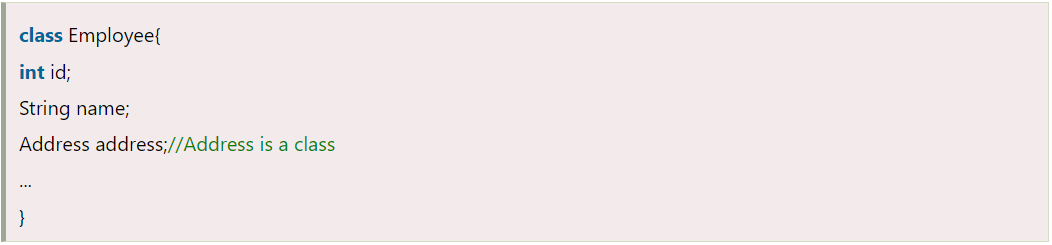 class Employee{
int id;
String name;
Address address;//Address is a class
...
}